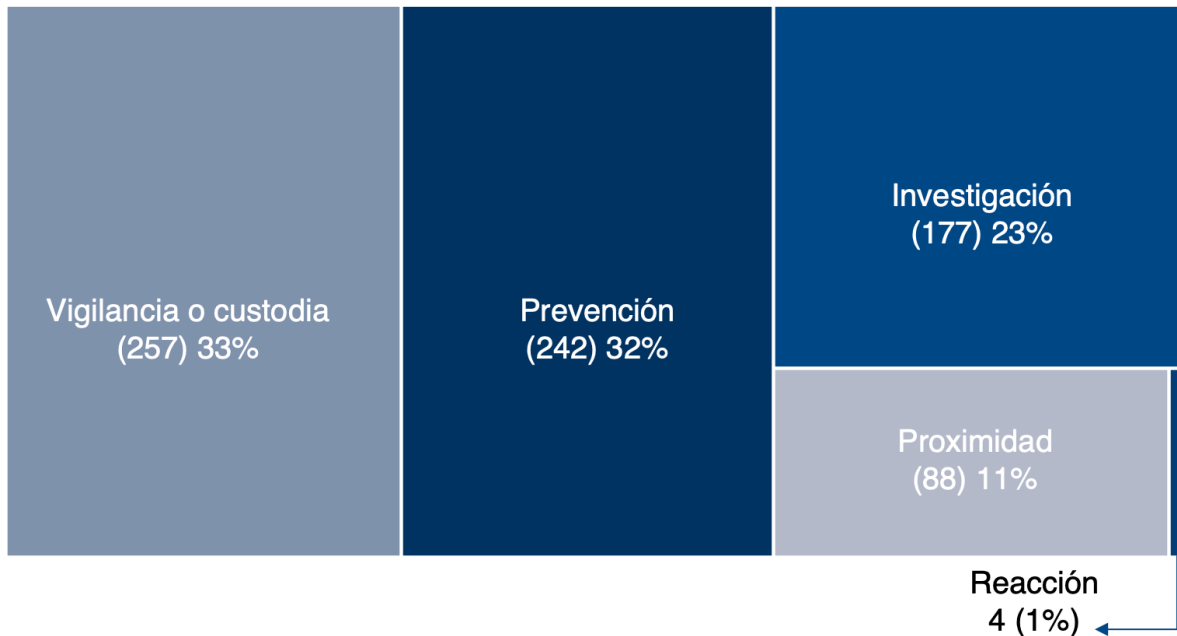 Vigilancia o custodia
(257) 33%
Prevención
(242) 32%
Investigación
(177) 23%
Proximidad
(88) 11%
Reacción
4 (1%)